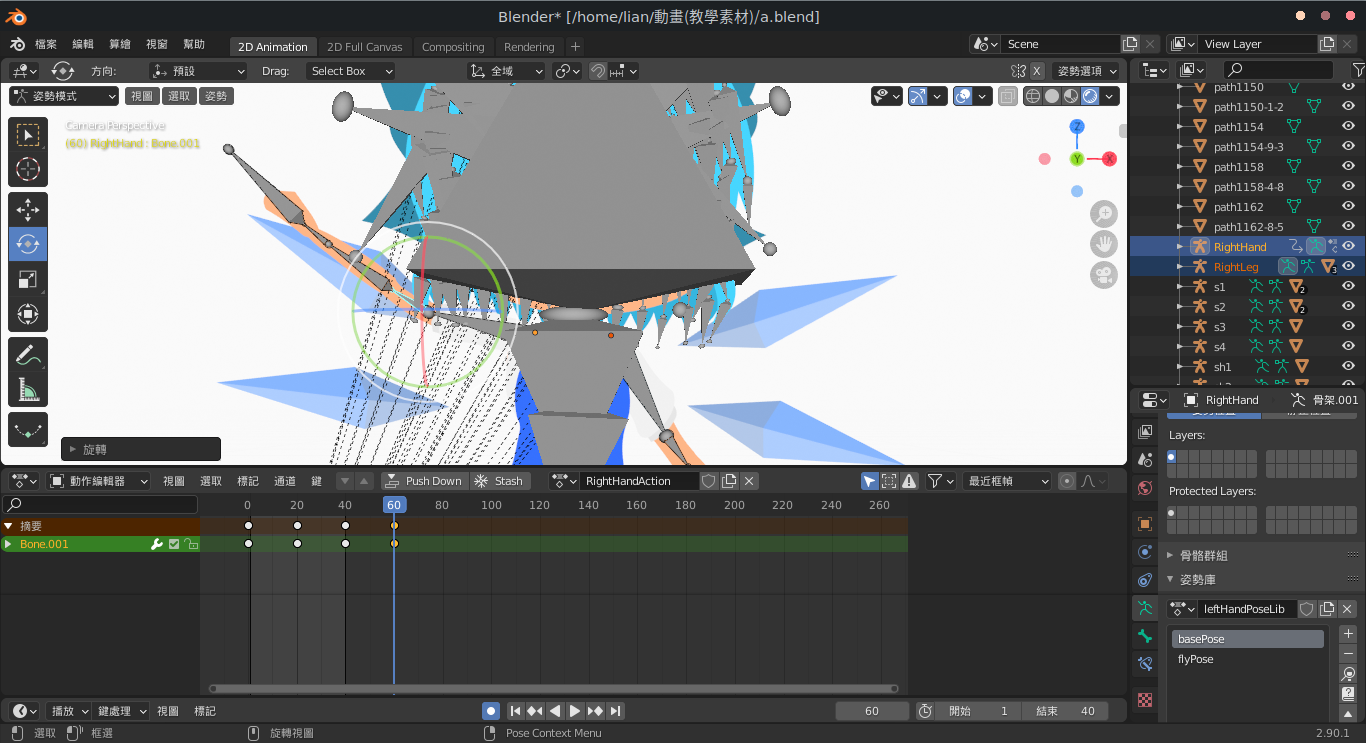 Blender* [/home/lian/動畫(教學素材)/a.blend]
檔案 編輯 算繪 視窗 幫助 2D Animation 2D Full Canvas Compositing Rendering + Scene View Layer
方向: 預設 Drag: Select Box 全域 X 姿勢選項
姿勢模式 視圖 選取 姿勢
Camera Perspective
(60) RightHand : Bone.001
Z
Y
X
旋轉
path1150
path1150-1-2
path1154
path1154-9-3
path1158
path1158-4-8
path1162
path1162-8-5
RightHand
RightLeg 3
s1 2
s2 2
s3
s4
sh1
RightHand 骨架.001
Layers:
Protected Layers:
骨骼群組
姿勢庫
leftHandPoseLib
basePose
flyPose
動作編輯器 視圖 選取 標記 通道 鍵 Push Down Stash RightHandAction 最近框幀
0 20 40 60 80 100 120 140 160 180 200 220 240 260
摘要
Bone.001
播放 鍵處理 視圖 標記 60 開始 1 結束 40
選取 框選 旋轉視圖 Pose Context Menu 2.90.1